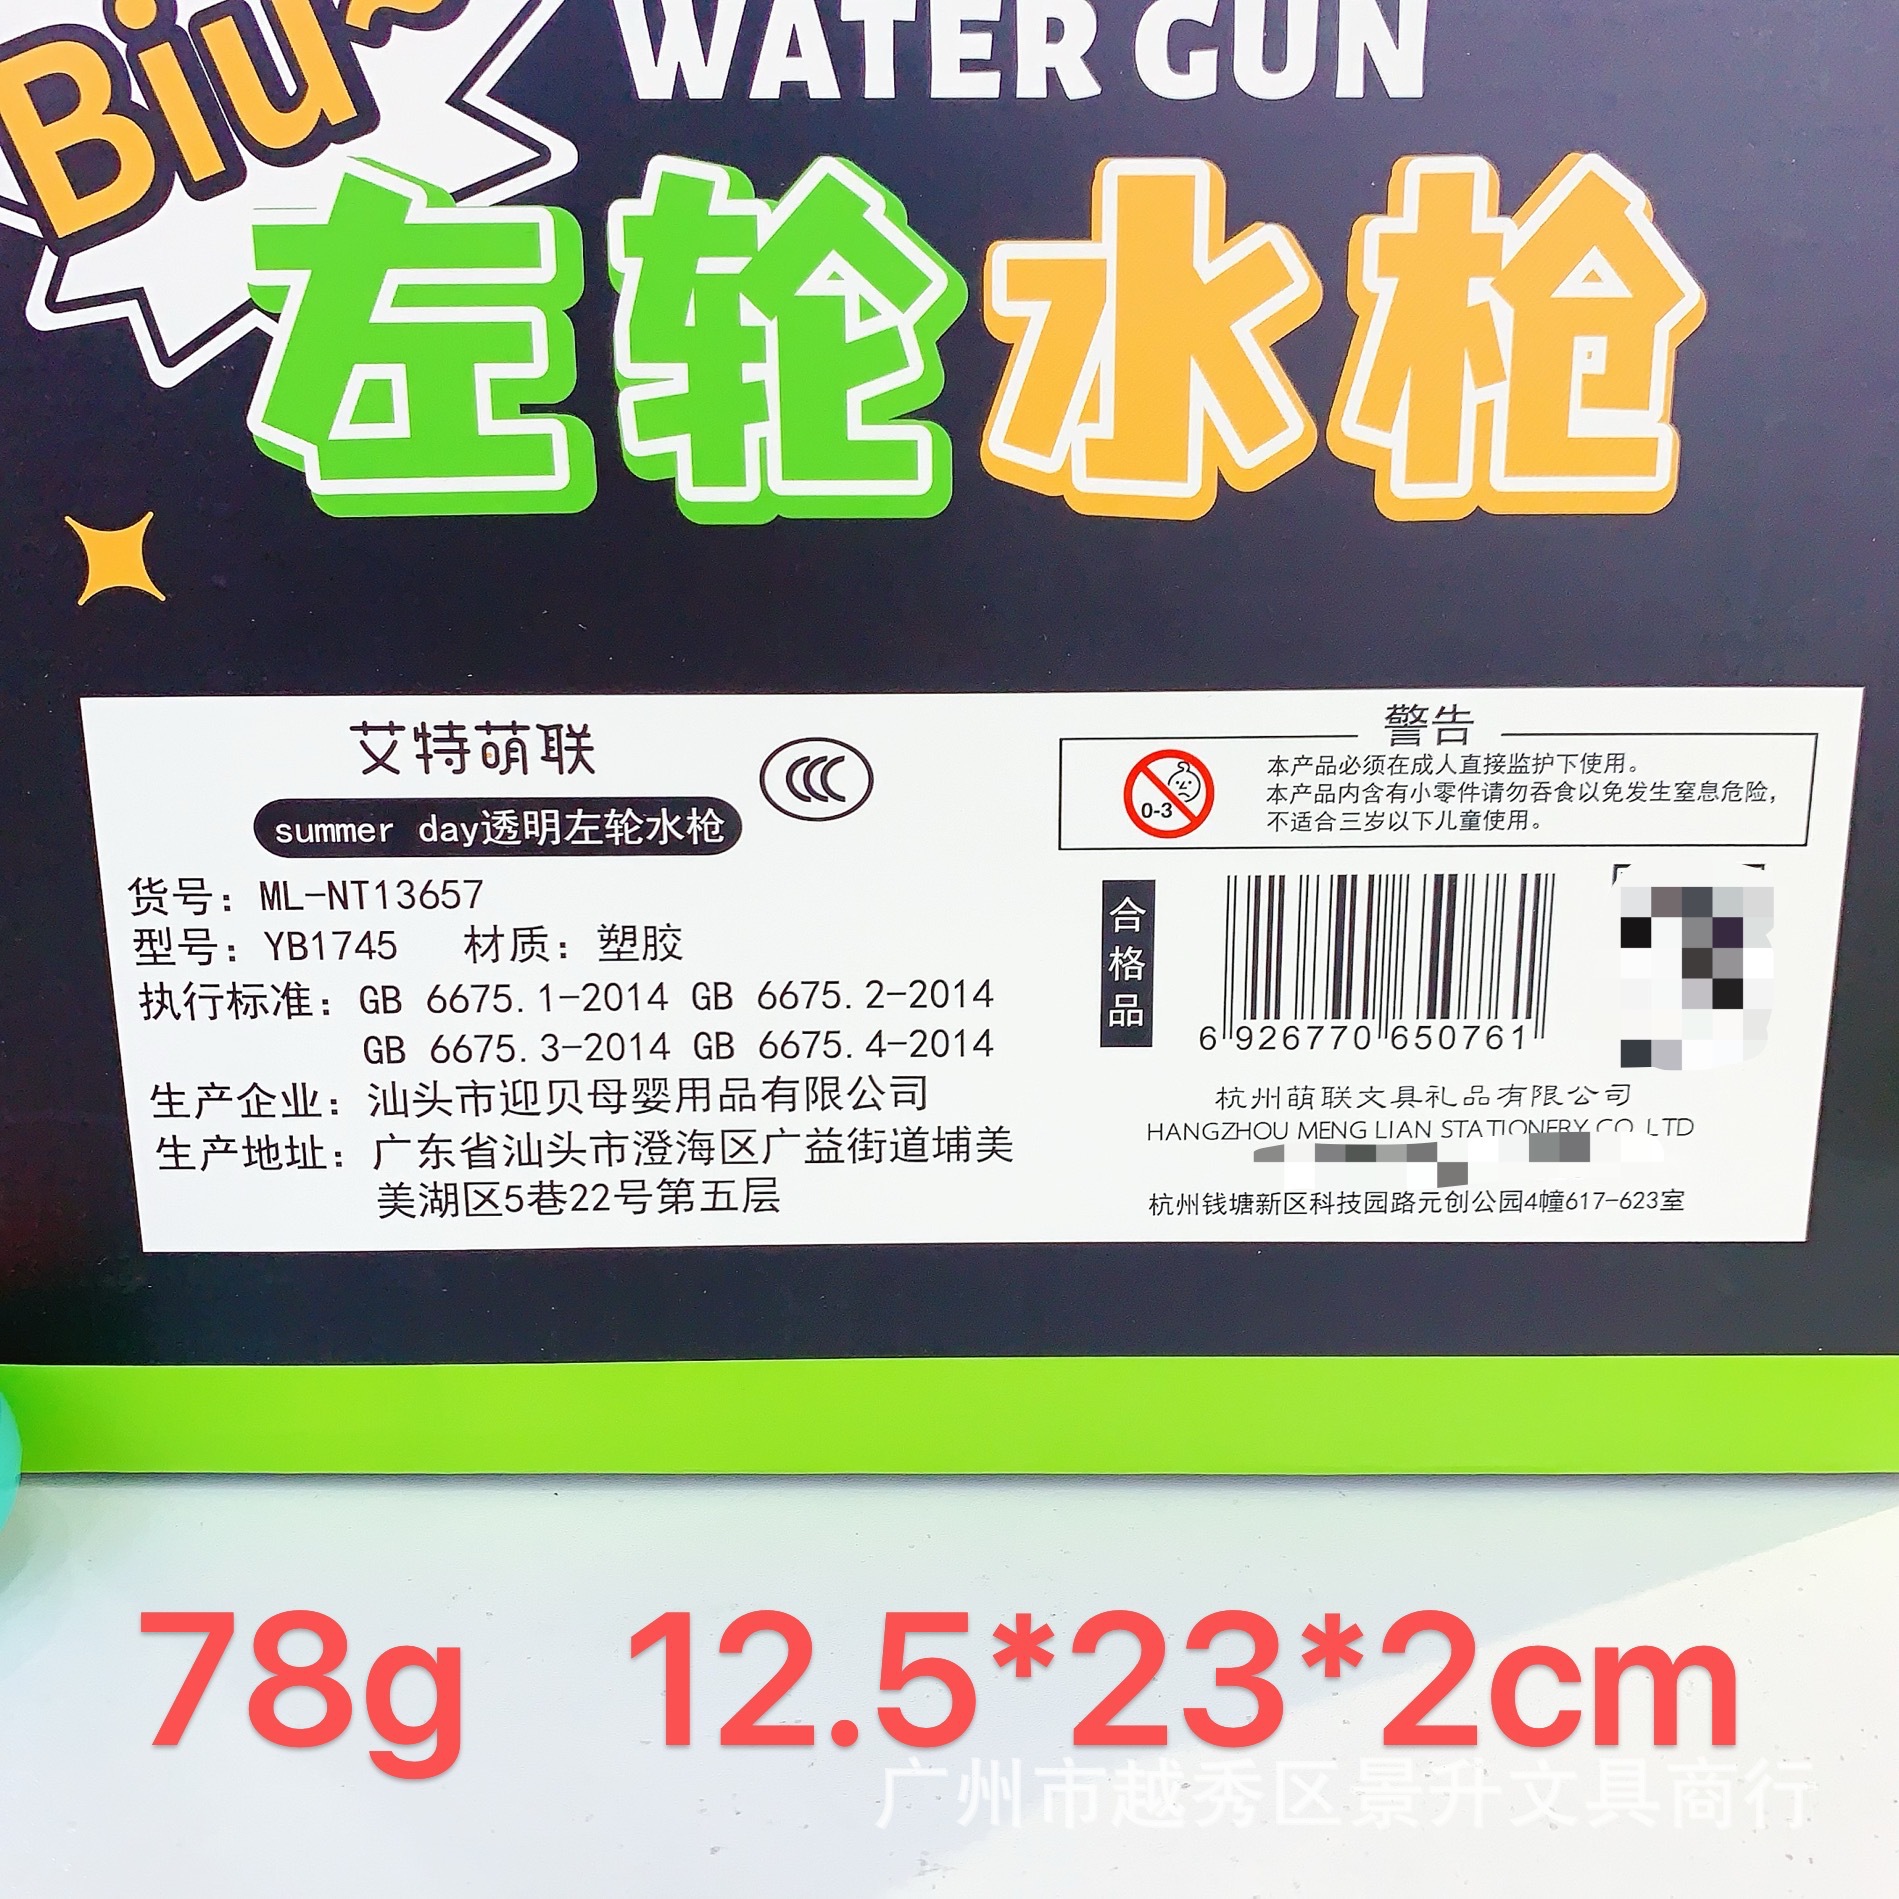 Biu~
WATER GUN
左轮水枪
艾特萌联
summer day透明左轮水枪
货号：ML-NT13657
型号：YB1745 材质：塑胶
执行标准：GB 6675.1-2014 GB 6675.2-2014
GB 6675.3-2014 GB 6675.4-2014
生产企业：汕头市迎贝母婴用品有限公司
生产地址：广东省汕头市澄海区广益街道埔美
美湖区5巷22号第五层
警告
0-3
本产品必须在成人直接监护下使用。
本产品内含有小零件请勿吞食以免发生窒息危险，
不适合三岁以下儿童使用。
合格品
6 926770 650761
杭州萌联文具礼品有限公司
HANGZHOU MENG LIAN STATIONERY CO LTD
杭州钱塘新区科技园路元创公园4幢617-623室
78g 12.5*23*2cm
广州市越秀区景升文具商行